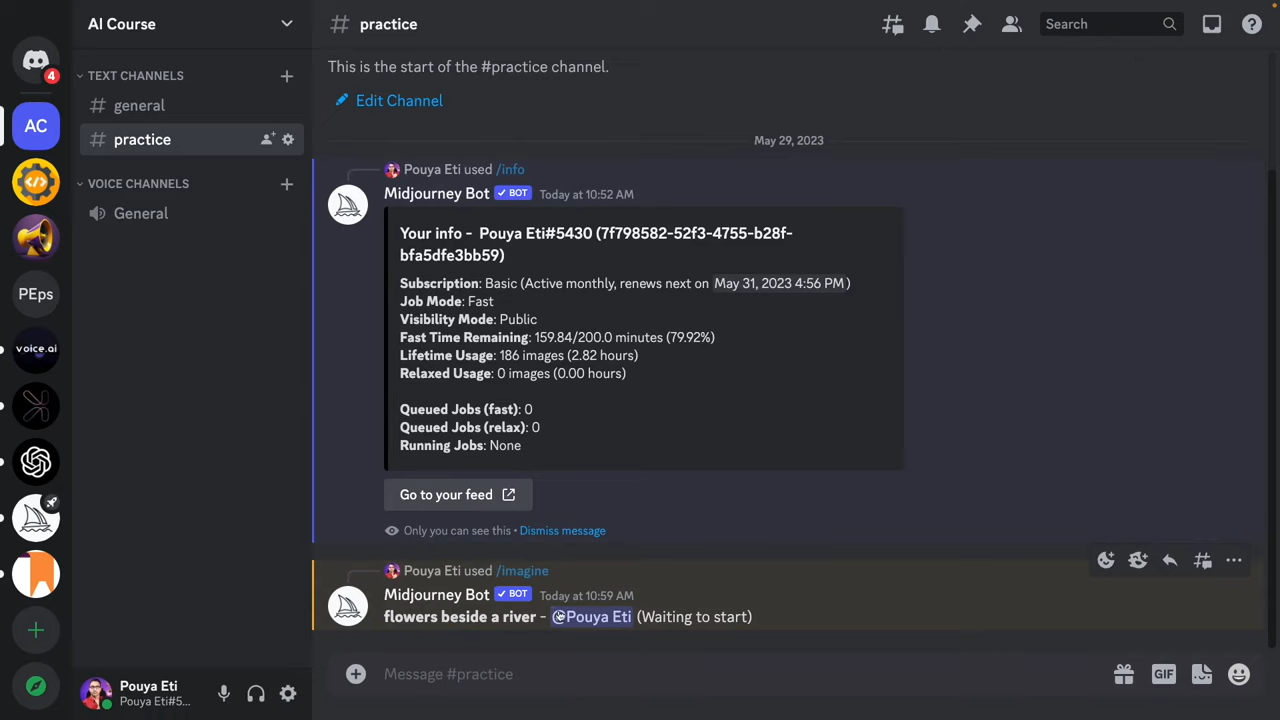 AI Course
# practice
Search
4
TEXT CHANNELS
This is the start of the #practice channel.
general
Edit Channel
AC
practice
May 29, 2023
Pouya Eti used /info
VOICE CHANNELS
Midjourney Bot BOT Today at 10:52 AM
General
Your info - Pouya Eti#5430 (7f798582-52f3-4755-b28f-
bfa5dfe3bb59)
Subscription: Basic (Active monthly, renews next on May 31, 2023 4:56 PM)
PEps
Job Mode: Fast
Visibility Mode: Public
Fast Time Remaining: 159.84/200.0 minutes (79.92%)
voice.ai
Lifetime Usage: 186 images (2.82 hours)
Relaxed Usage: 0 images (0.00 hours)
Queued Jobs (fast): 0
Queued Jobs (relax): 0
Running Jobs: None
Go to your feed
Only you can see this • Dismiss message
Pouya Eti used /imagine
Midjourney Bot BOT Today at 10:59 AM
flowers beside a river - @Pouya Eti (Waiting to start)
Message #practice
GIF
Pouya Eti
Pouya Eti#5...